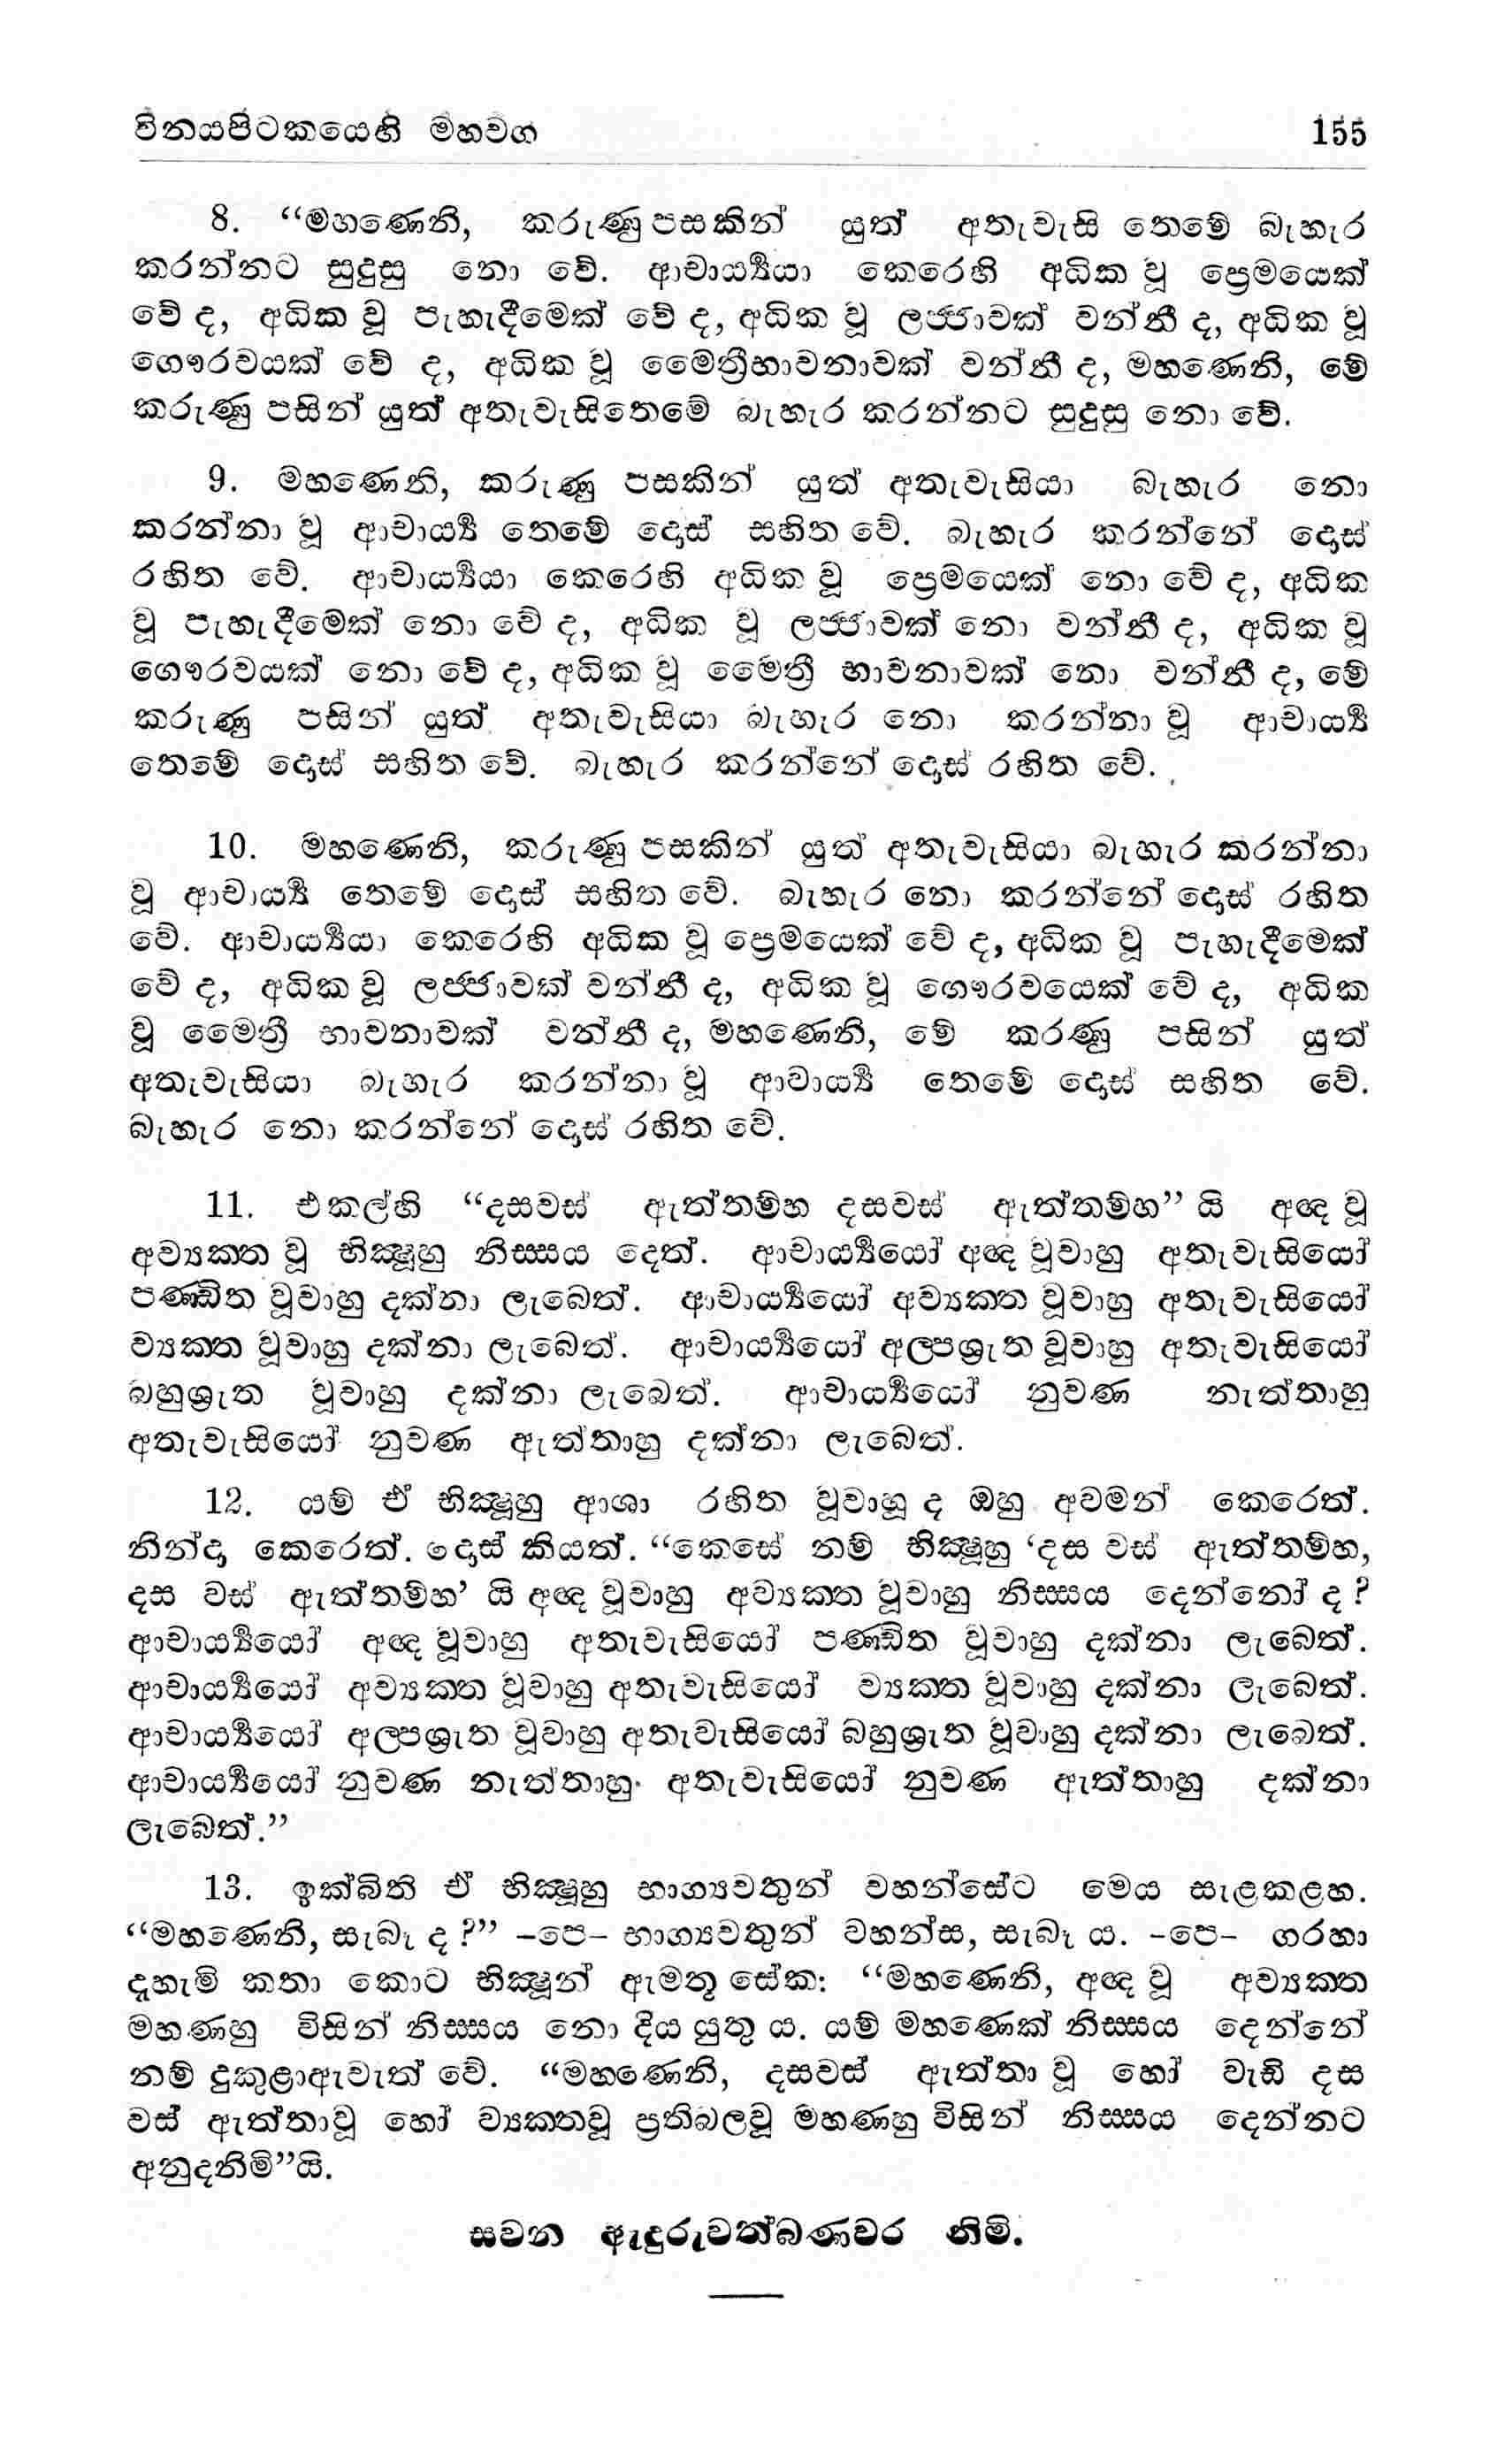 විනයපිටකයෙහි මහවග 155
8. “මහණෙනි, කරුණු පසකින් යුත් අතැවැසි තෙමේ බැහැර
කරන්නට සුදුසු නො වේ. ආචාර්‍ය්‍යයා කෙරෙහි අධික වූ ප්‍රෙමයෙක්
වේ ද, අධික වූ පැහැදීමෙක් වේ ද, අධික වූ ලජ්ජාවක් වන්නී ද, අධික වූ
ගෞරවයක් වේ ද, අධික වූ මෛත්‍රීභාවනාවක් වන්නී ද, මහණෙනි, මේ
කරුණු පසින් යුත් අතැවැසිතෙමේ බැහැර කරන්නට සුදුසු නො වේ.
9. මහණෙනි, කරුණු පසකින් යුත් අතැවැසියා බැහැර නො
කරන්නා වූ ආචාර්‍ය්‍ය තෙමේ දොස් සහිත වේ. බැහැර කරන්නේ දොස්
රහිත වේ. ආචාර්‍ය්‍යයා කෙරෙහි අධික වූ ප්‍රෙමයෙක් නො වේ ද, අධික
වූ පැහැදීමෙක් නො වේ ද, අධික වූ ලජ්ජාවක් නො වන්නී ද, අධික වූ
ගෞරවයක් නො වේ ද, අධික වූ මෛත්‍රී භාවනාවක් නො වන්නී ද, මේ
කරුණු පසින් යුත් අතැවැසියා බැහැර නො කරන්නා වූ ආචාර්‍ය්‍ය
තෙමේ දොස් සහිත වේ. බැහැර කරන්නේ දොස් රහිත වේ.
10. මහණෙනි, කරුණු පසකින් යුත් අතැවැසියා බැහැර කරන්නා
වූ ආචාර්‍ය්‍ය තෙමේ දොස් සහිත වේ. බැහැර නො කරන්නේ දොස් රහිත
වේ. ආචාර්‍ය්‍යයා කෙරෙහි අධික වූ ප්‍රෙමයෙක් වේ ද, අධික වූ පැහැදීමෙක්
වේ ද, අධික වූ ලජ්ජාවක් වන්නී ද, අධික වූ ගෞරවයෙක් වේ ද, අධික
වූ මෛත්‍රී භාවනාවක් වන්නී ද, මහණෙනි, මේ කරණු පසින් යුත්
අතැවැසියා බැහැර කරන්නා වූ ආචාර්‍ය්‍ය තෙමේ දොස් සහිත වේ.
බැහැර නො කරන්නේ දොස් රහිත වේ.
11. එකල්හි “දසවස් ඇත්තම්හ දසවස් ඇත්තම්හ” යි අඥ වූ
අව්‍යක්ත වූ භික්‍ෂූහු නිස්සය දෙත්. ආචාර්‍ය්‍යයෝ අඥ වූවාහු අතැවැසියෝ
පණ්ඩිත වූවාහු දක්නා ලැබෙත්. ආචාර්‍ය්‍යයෝ අව්‍යක්ත වූවාහු අතැවැසියෝ
ව්‍යක්ත වූවාහු දක්නා ලැබෙත්. ආචාර්‍ය්‍යයෝ අල්පශ්‍රුත වූවාහු අතැවැසියෝ
බහුශ්‍රුත වූවාහු දක්නා ලැබෙත්. ආචාර්‍ය්‍යයෝ නුවණ නැත්තාහු
අතැවැසියෝ නුවණ ඇත්තාහු දක්නා ලැබෙත්.
12. යම් ඒ භික්‍ෂූහු ආශා රහිත වූවාහූ ද ඔහු අවමන් කෙරෙත්.
නින්දා කෙරෙත්. දොස් කියත්. “කෙසේ නම් භික්‍ෂූහු ‘දස වස් ඇත්තම්හ,
දස වස් ඇත්තම්හ’ යි අඥ වූවාහු අව්‍යක්ත වූවාහු නිස්සය දෙන්නෝ ද ?
ආචාර්‍ය්‍යයෝ අඥ වූවාහු අතැවැසියෝ පණ්ඩිත වූවාහු දක්නා ලැබෙත්.
ආචාර්‍ය්‍යයෝ අව්‍යක්ත වූවාහු අතැවැසියෝ ව්‍යක්ත වූවාහු දක්නා ලැබෙත්.
ආචාර්‍ය්‍යයෝ අල්පශ්‍රුත වූවාහු අතැවැසියෝ බහුශ්‍රුත වූවාහු දක්නා ලැබෙත්.
ආචාර්‍ය්‍යයෝ නුවණ නැත්තාහු අතැවැසියෝ නුවණ ඇත්තාහු දක්නා
ලැබෙත්.”
13. ඉක්බිති ඒ භික්‍ෂූහු භාග්‍යවතුන් වහන්සේට මෙය සැළකළහ.
“මහණෙනි, සැබෑ ද ?” –පෙ– භාග්‍යවතුන් වහන්ස, සැබෑ ය. –පෙ– ගරහා
දැහැමි කතා කොට භික්‍ෂූන් ඇමතූ සේක: “මහණෙනි, අඥ වූ අව්‍යක්ත
මහණහු විසින් නිස්සය නො දිය යුතු ය. යම් මහණෙක් නිස්සය දෙන්නේ
නම් දුකුළාඇවැත් වේ. “මහණෙනි, දසවස් ඇත්තා වූ හෝ වැඩි දස
වස් ඇත්තාවූ හෝ ව්‍යක්තවූ ප්‍රතිබලවූ මහණහු විසින් නිස්සය දෙන්නට
අනුදනිමි”යි.
සවන ඇදුරුවත්බණවර නිමි.